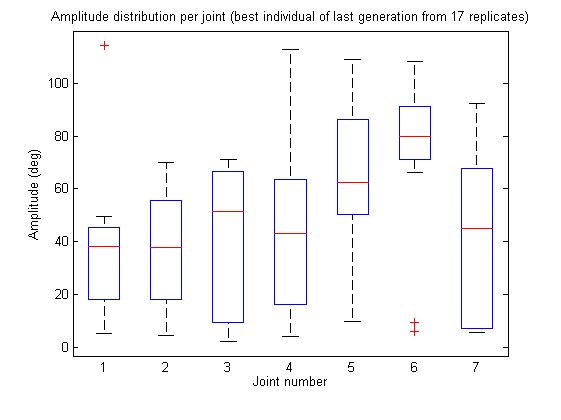 Amplitude distribution per joint (best individual of last generation from 17 replicates)
100
80
60
40
20
0
Amplitude (deg)
1 2 3 4 5 6 7
Joint number